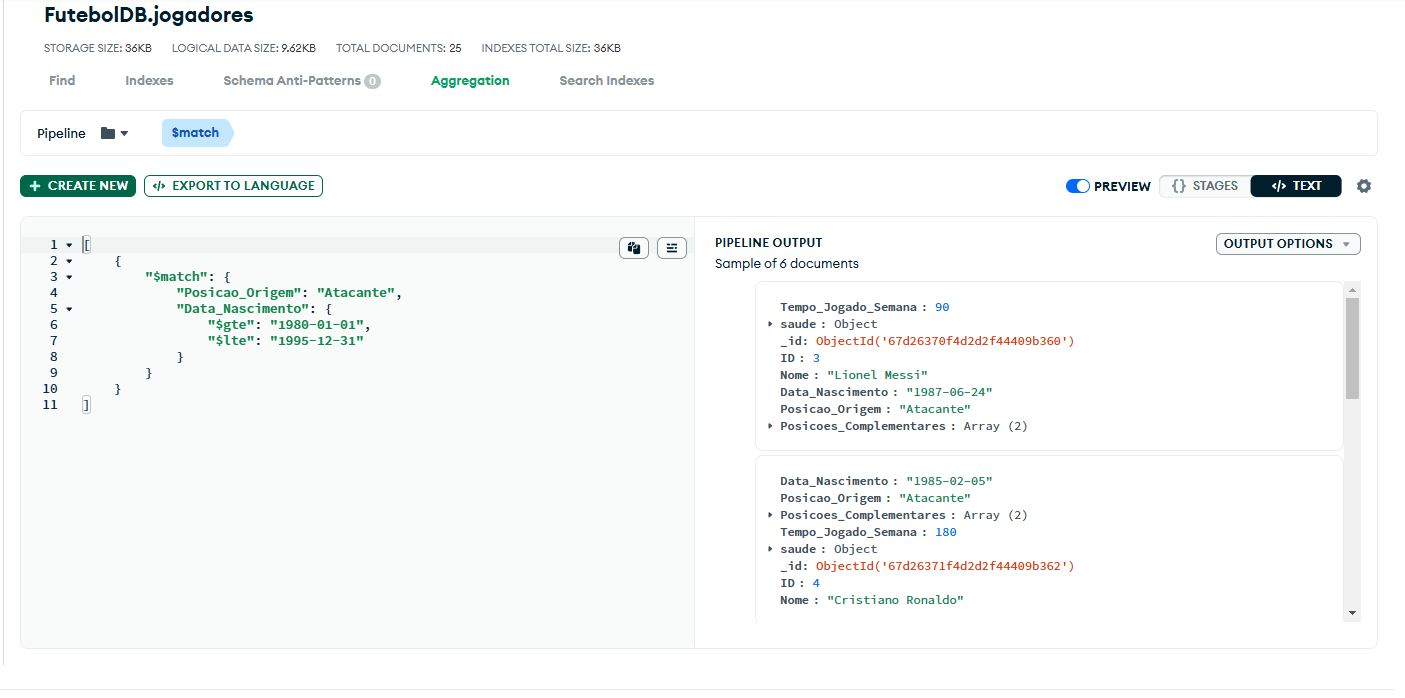 FutebolDB.jogadores
STORAGE SIZE: 36KB LOGICAL DATA SIZE: 9.62KB TOTAL DOCUMENTS: 25 INDEXES TOTAL SIZE: 36KB
Find Indexes Schema Anti-Patterns 0 Aggregation Search Indexes
Pipeline $match
+ CREATE NEW </> EXPORT TO LANGUAGE PREVIEW {} STAGES </> TEXT
1 [
2 {
3 "$match": {
4 "Posicao_Origem": "Atacante",
5 "Data_Nascimento": {
6 "$gte": "1980-01-01",
7 "$lte": "1995-12-31"
8 }
9 }
10 }
11 ]
PIPELINE OUTPUT OUTPUT OPTIONS
Sample of 6 documents
Tempo_Jogado_Semana : 90
saude : Object
_id: ObjectId('67d26370f4d2d2f44409b360')
ID : 3
Nome : "Lionel Messi"
Data_Nascimento : "1987-06-24"
Posicao_Origem : "Atacante"
Posicoes_Complementares : Array (2)
Data_Nascimento : "1985-02-05"
Posicao_Origem : "Atacante"
Posicoes_Complementares : Array (2)
Tempo_Jogado_Semana : 180
saude : Object
_id: ObjectId('67d26371f4d2d2f44409b362')
ID : 4
Nome : "Cristiano Ronaldo"